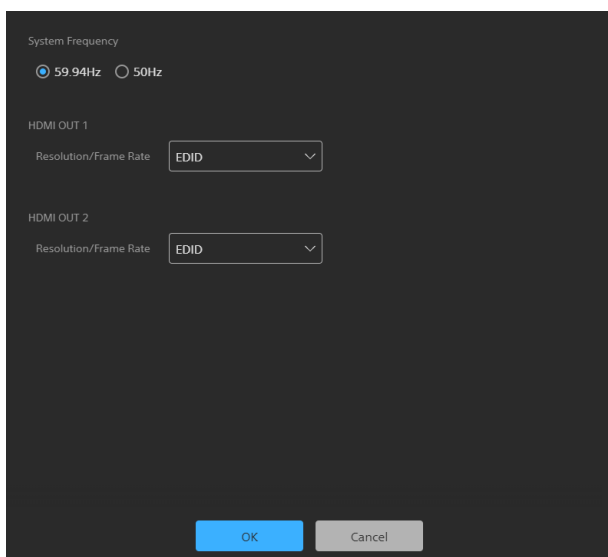 System Frequency
59.94Hz 50Hz
HDMI OUT 1
Resolution/Frame Rate EDID
HDMI OUT 2
Resolution/Frame Rate EDID
OK Cancel